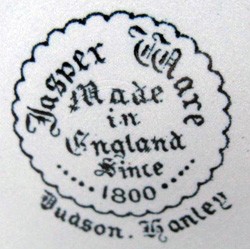 Jasper Ware
Made
in
England
Since
.....1800.....
Dudson. Hanley